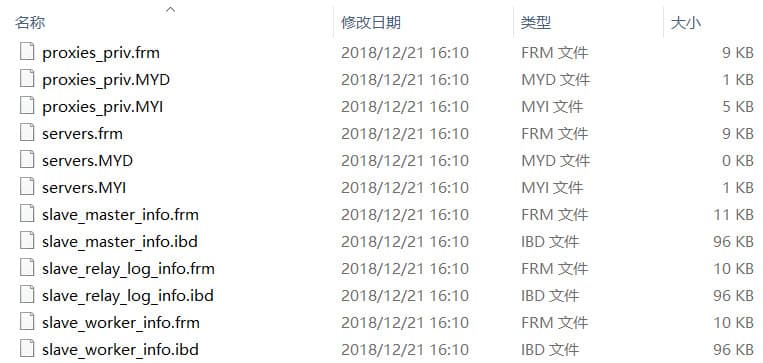 名称 修改日期 类型 大小
proxies_priv.frm 2018/12/21 16:10 FRM 文件 9 KB
proxies_priv.MYD 2018/12/21 16:10 MYD 文件 1 KB
proxies_priv.MYI 2018/12/21 16:10 MYI 文件 5 KB
servers.frm 2018/12/21 16:10 FRM 文件 9 KB
servers.MYD 2018/12/21 16:10 MYD 文件 0 KB
servers.MYI 2018/12/21 16:10 MYI 文件 1 KB
slave_master_info.frm 2018/12/21 16:10 FRM 文件 11 KB
slave_master_info.ibd 2018/12/21 16:10 IBD 文件 96 KB
slave_relay_log_info.frm 2018/12/21 16:10 FRM 文件 10 KB
slave_relay_log_info.ibd 2018/12/21 16:10 IBD 文件 96 KB
slave_worker_info.frm 2018/12/21 16:10 FRM 文件 10 KB
slave_worker_info.ibd 2018/12/21 16:10 IBD 文件 96 KB